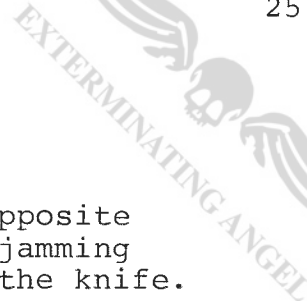 25
EXTERMINATING ANGEL
pposite
jamming
the knife.